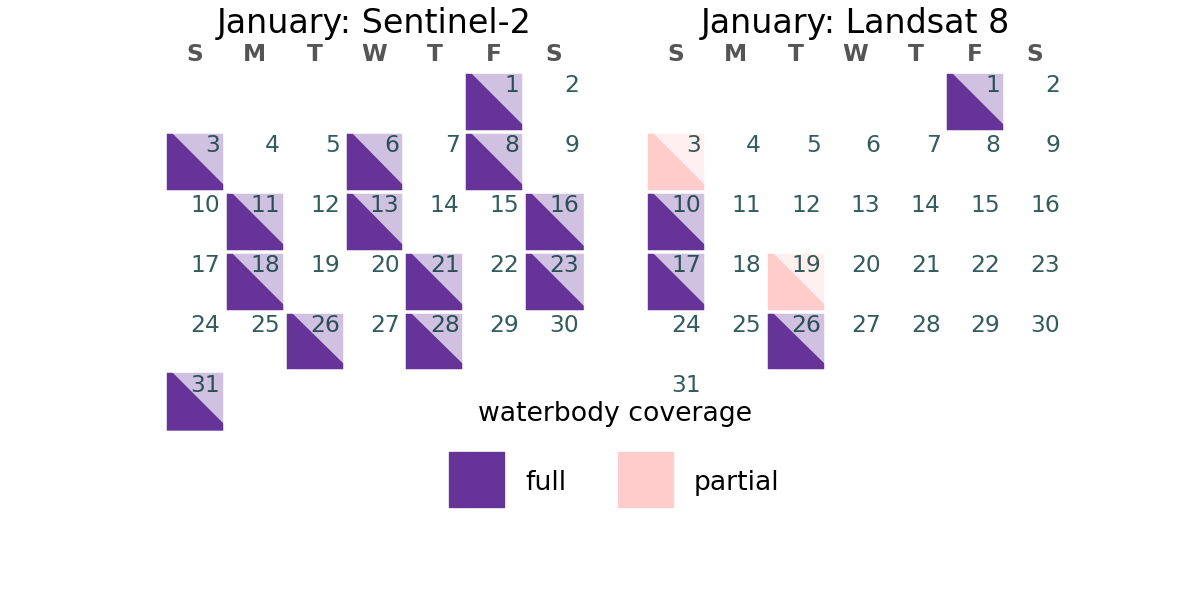 January: Sentinel-2
S M T W T F S
1 2
3 4 5 6 7 8 9
10 11 12 13 14 15 16
17 18 19 20 21 22 23
24 25 26 27 28 29 30
31
January: Landsat 8
S M T W T F S
1 2
3 4 5 6 7 8 9
10 11 12 13 14 15 16
17 18 19 20 21 22 23
24 25 26 27 28 29 30
31
waterbody coverage
full partial